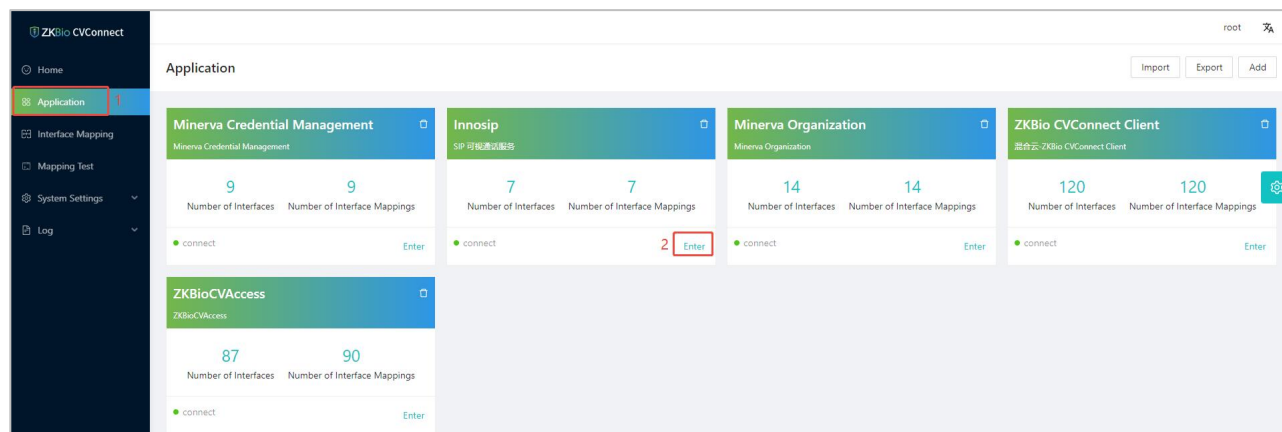 ZKBio CVConnect
root
Home
Application
Import Export Add
Application 1
Interface Mapping
Mapping Test
System Settings
Log
Minerva Credential Management
Minerva Credential Management
9 9
Number of Interfaces Number of Interface Mappings
connect Enter
Innosip
SIP 可视通话服务
7 7
Number of Interfaces Number of Interface Mappings
connect 2 Enter
Minerva Organization
Minerva Organization
14 14
Number of Interfaces Number of Interface Mappings
connect Enter
ZKBio CVConnect Client
混合云-ZKBio CVConnect Client
120 120
Number of Interfaces Number of Interface Mappings
connect Enter
ZKBioCVAccess
ZKBioCVAccess
87 90
Number of Interfaces Number of Interface Mappings
connect Enter